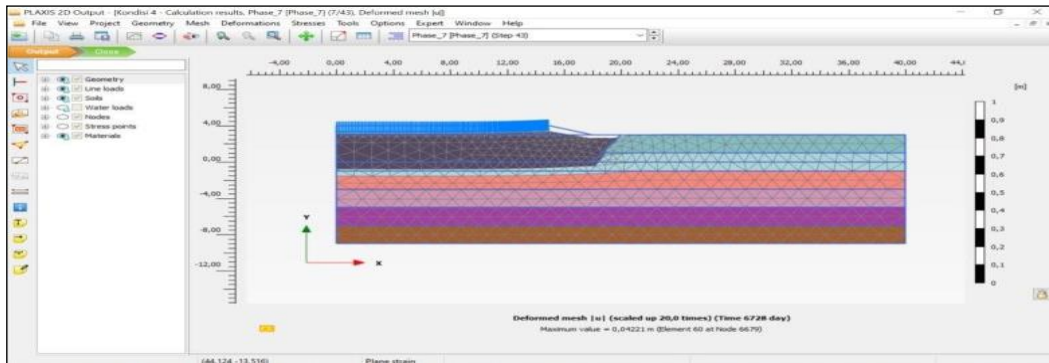 PLAXIS 2D Output - [Kondisi 4 - Calculation results, Phase_7 [Phase_7] (7/43), Deformed mesh |u|]
File View Project Geometry Mesh Deformations Stresses Tools Options Expert Window Help
Phase_7 [Phase_7] (Step 43)
Output Close
Geometry
Line loads
Soils
Water loads
Nodes
Stress points
Materials
-4,00 0,00 4,00 8,00 12,00 16,00 20,00 24,00 28,00 32,00 36,00 40,00 44,
8,00
4,00
0,00
-4,00
-8,00
-12,00
Y
X
[m]
1
0,9
0,8
0,7
0,6
0,5
0,4
0,3
0,2
0,1
0
Deformed mesh |u| (scaled up 20,0 times) (Time 6728 day)
Maximum value = 0,04221 m (Element 60 at Node 6679)
(44.124 -13.516) Plane strain